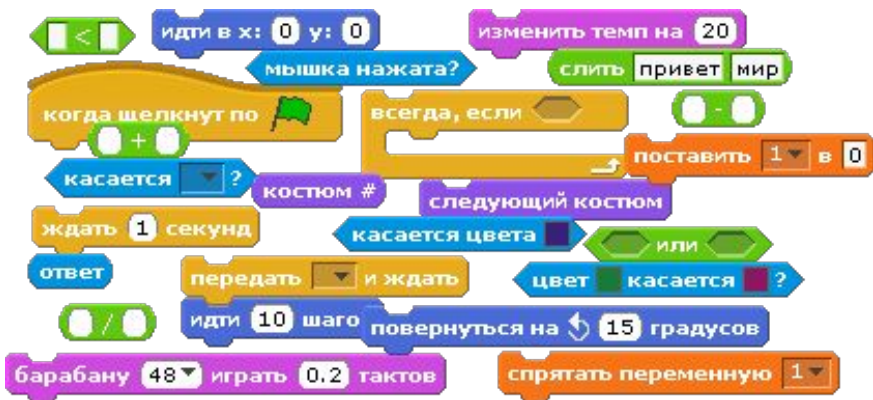 <
идти в x: 0 y: 0
изменить темп на 20
мышка нажата?
слить привет мир
когда щелкнут по
всегда, если
-
+
поставить 1 в 0
касается ?
костюм #
следующий костюм
ждать 1 секунд
касается цвета
или
ответ
передать и ждать
цвет касается ?
/
идти 10 шаго
повернуться на 15 градусов
барабану 48 играть 0.2 тактов
спрятать переменную 1